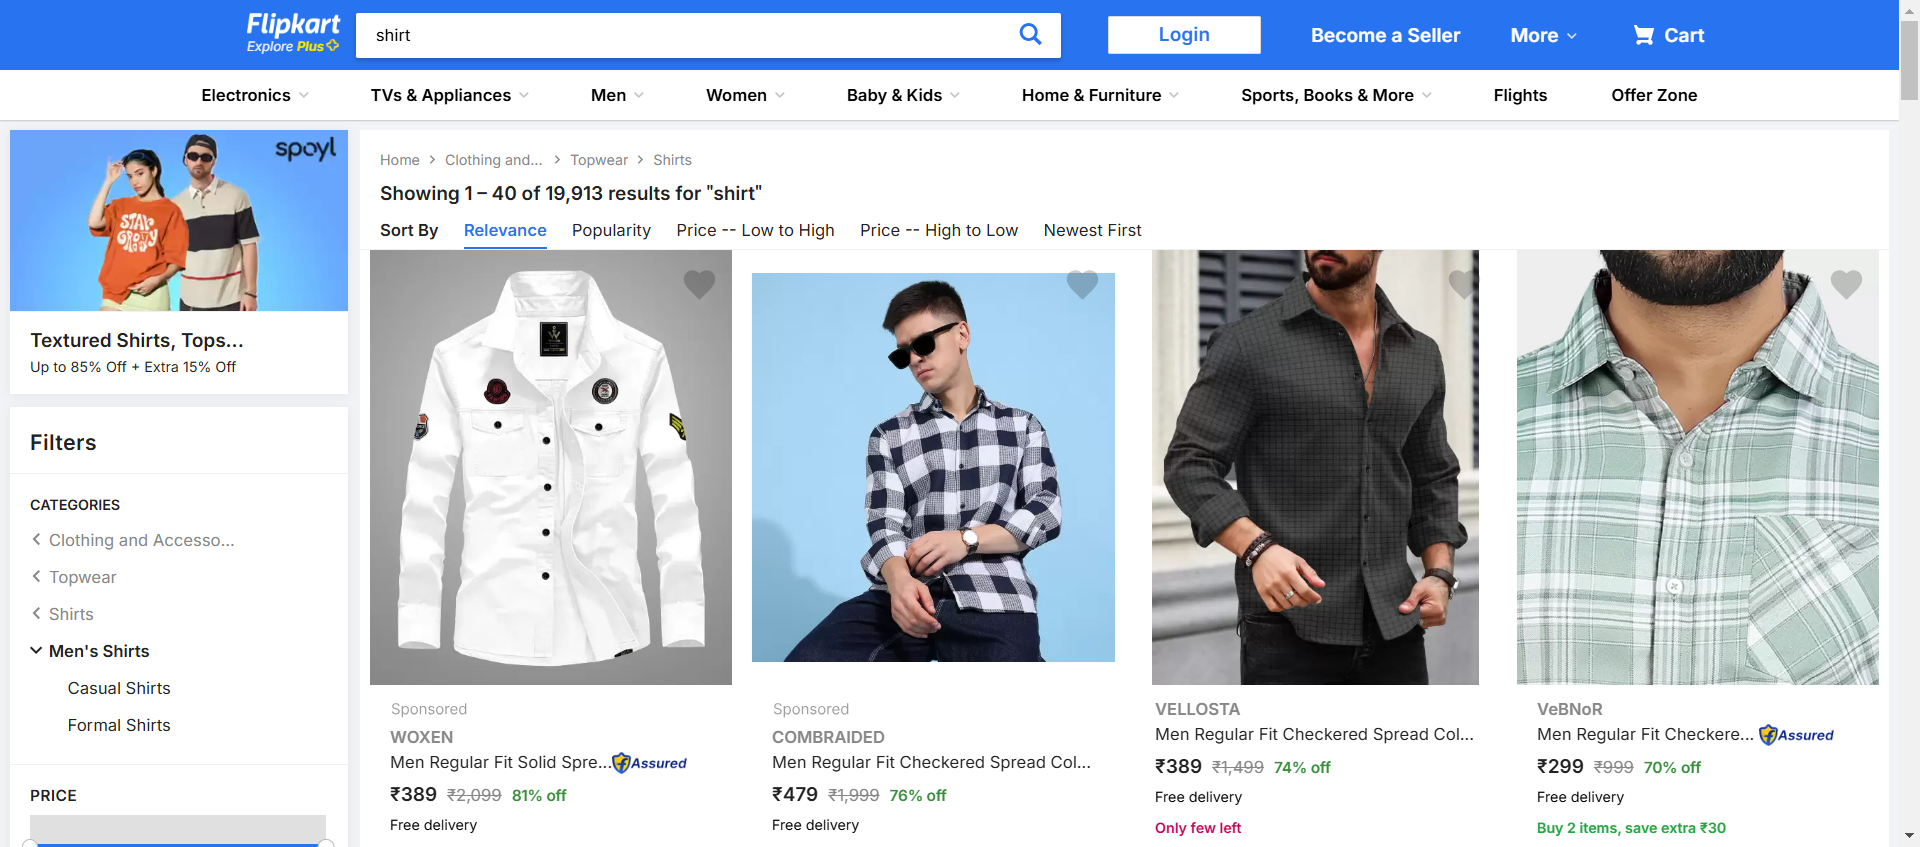 Flipkart
Explore Plus
shirt
Login
Become a Seller
More
Cart
Electronics
TVs & Appliances
Men
Women
Baby & Kids
Home & Furniture
Sports, Books & More
Flights
Offer Zone
spoyl
STAY
GROOVY
Textured Shirts, Tops...
Up to 85% Off + Extra 15% Off
Filters
CATEGORIES
Clothing and Accesso...
Topwear
Shirts
Men's Shirts
Casual Shirts
Formal Shirts
PRICE
Home
Clothing and...
Topwear
Shirts
Showing 1 – 40 of 19,913 results for "shirt"
Sort By
Relevance
Popularity
Price -- Low to High
Price -- High to Low
Newest First
Sponsored
WOXEN
Men Regular Fit Solid Spre...
Assured
₹389 ₹2,099 81% off
Free delivery
Sponsored
COMBRAIDED
Men Regular Fit Checkered Spread Col...
₹479 ₹1,999 76% off
Free delivery
VELLOSTA
Men Regular Fit Checkered Spread Col...
₹389 ₹1,499 74% off
Free delivery
Only few left
VeBNoR
Men Regular Fit Checkere...
Assured
₹299 ₹999 70% off
Free delivery
Buy 2 items, save extra ₹30